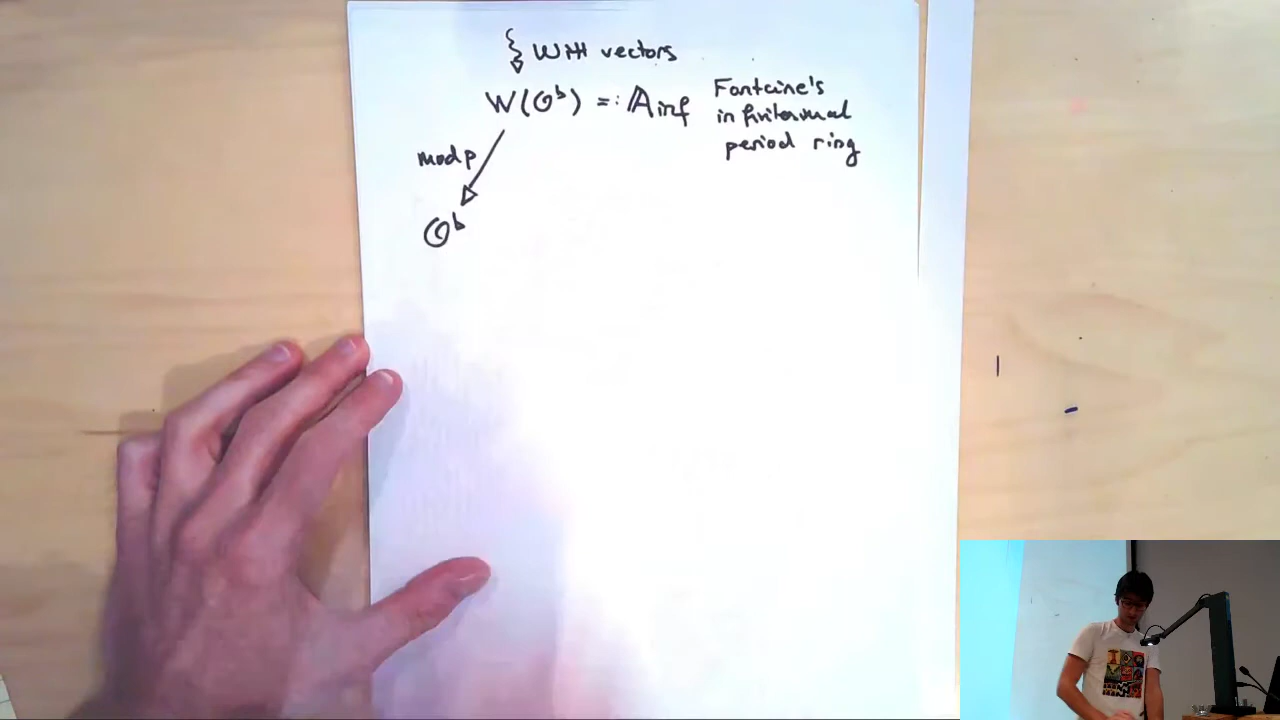 Witt vectors
W(O^b) =: A_inf
Fontaine's
infinitesimal
period ring
mod p
O^b